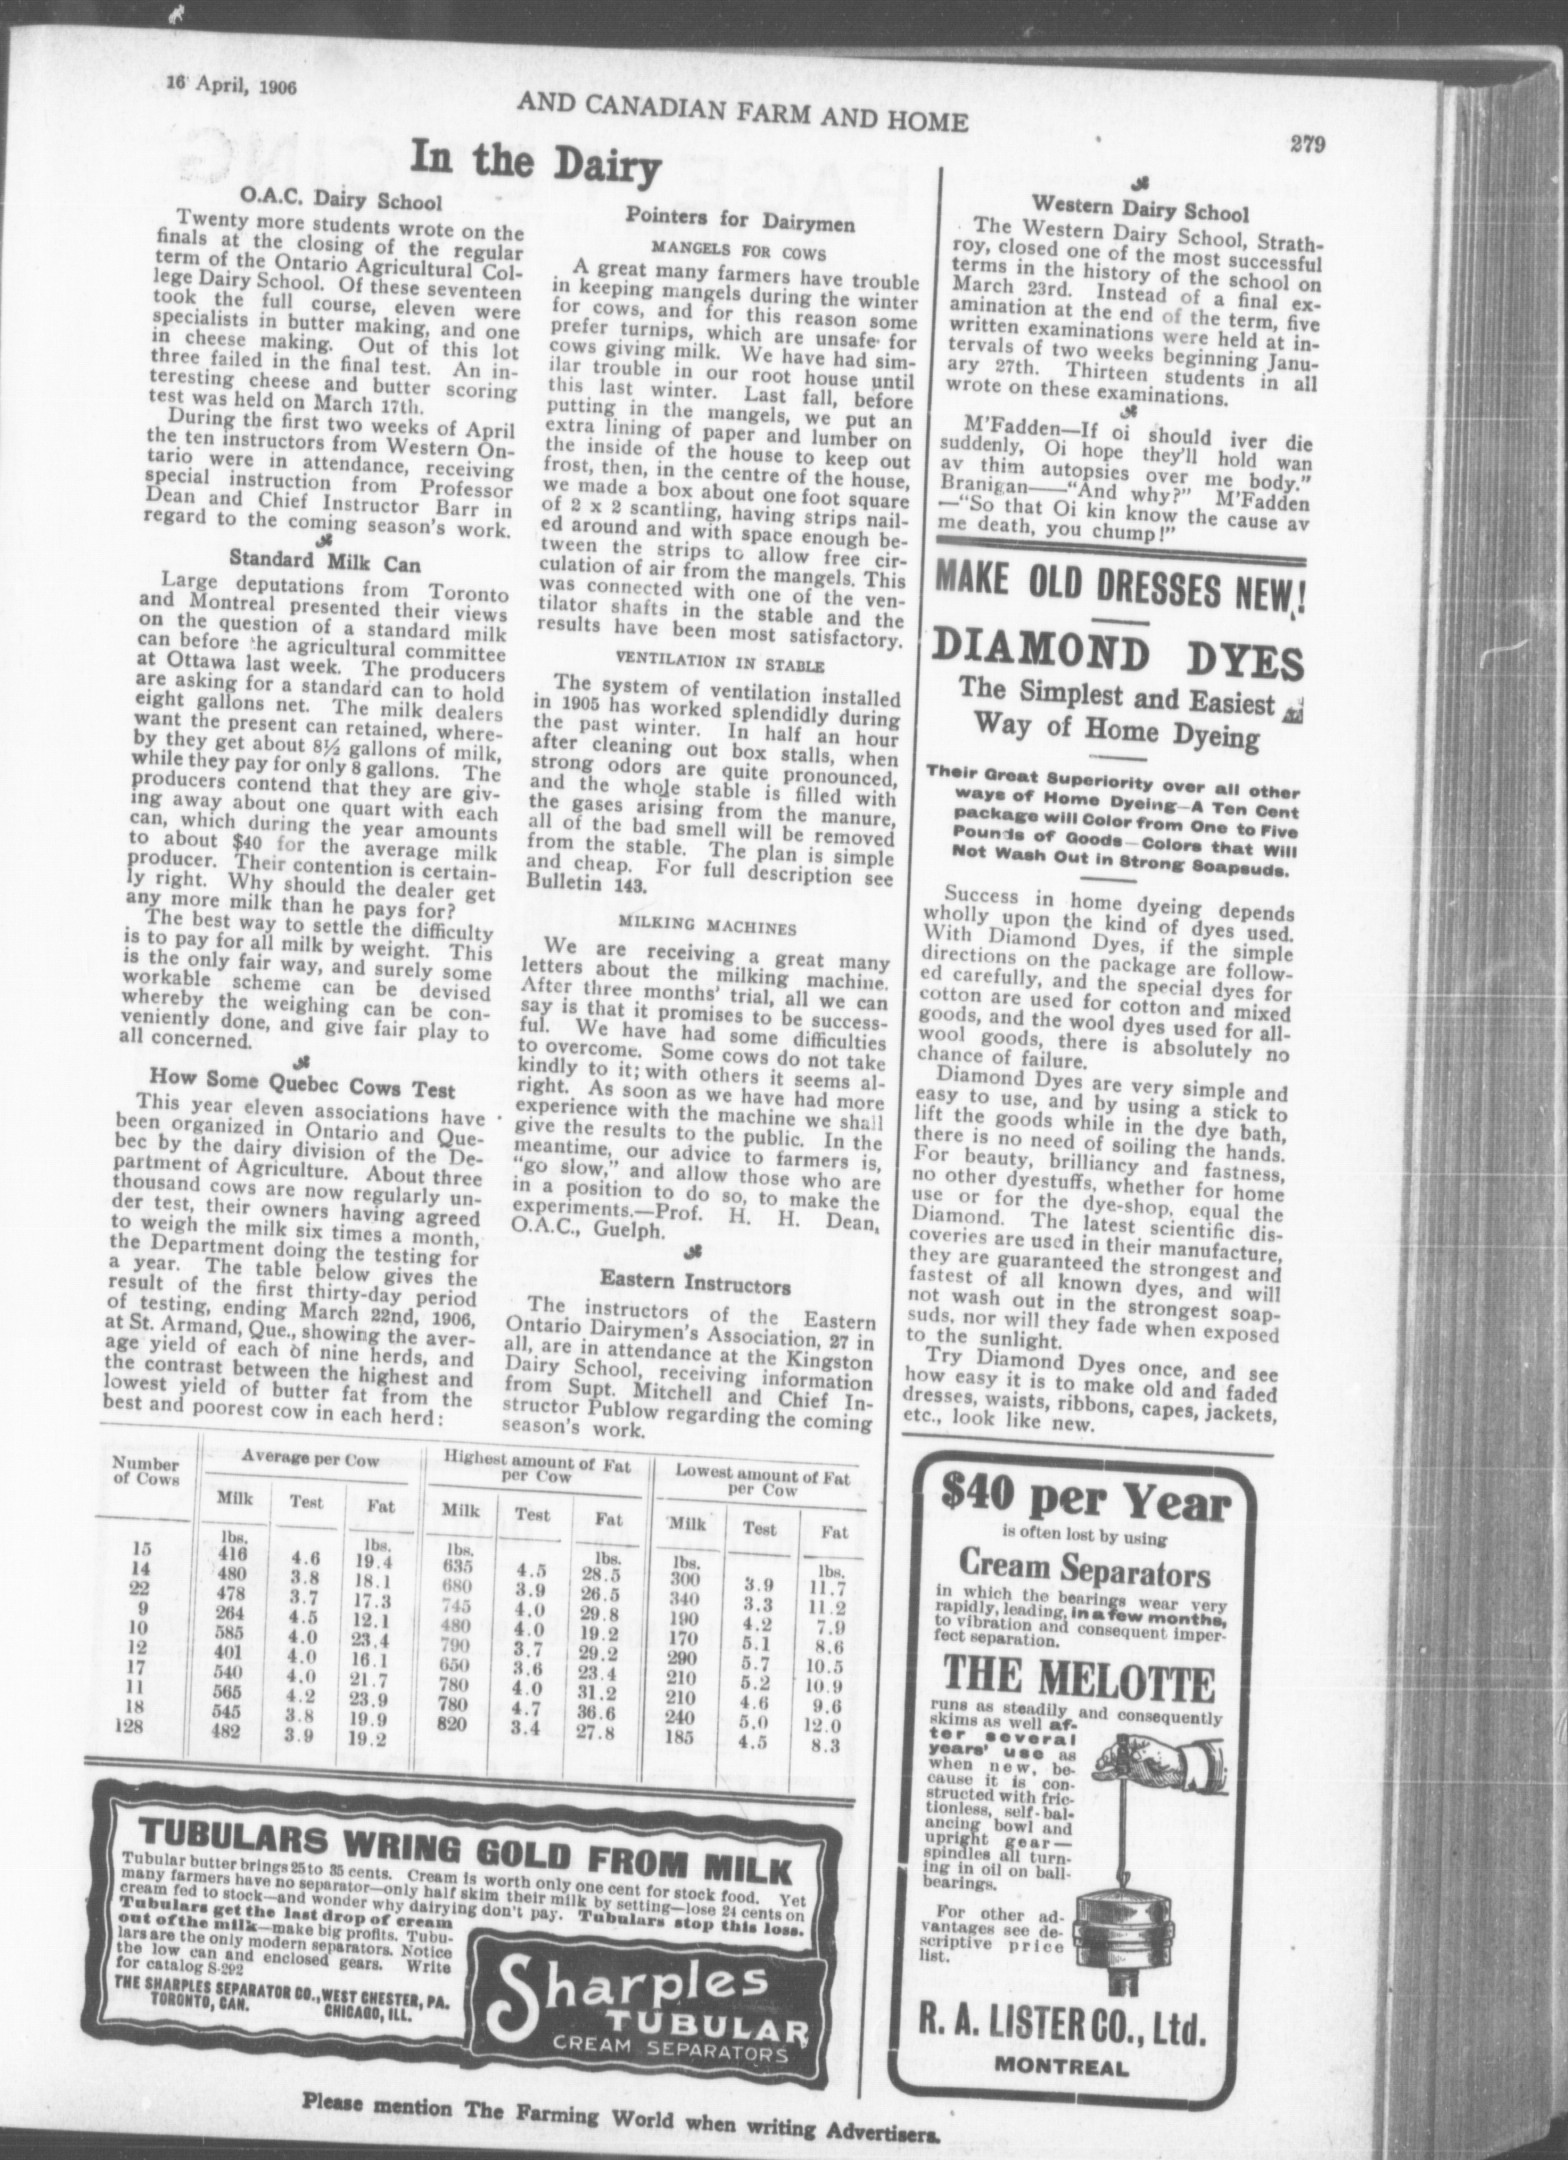 16 April, 1906
AND CANADIAN FARM AND HOME
279
In the Dairy
O.A.C. Dairy School
Twenty more students wrote on the
finals at the closing of the regular
term of the Ontario Agricultural Col-
lege Dairy School. Of these seventeen
took the full course, eleven were
specialists in butter making, and one
in cheese making. Out of this lot
three failed in the final test. An in-
teresting cheese and butter scoring
test was held on March 17th.
During the first two weeks of April
the ten instructors from Western On-
tario were in attendance, receiving
special instruction from Professor
Dean and Chief Instructor Barr in
regard to the coming season's work.
Standard Milk Can
Large deputations from Toronto
and Montreal presented their views
on the question of a standard milk
can before the agricultural committee
at Ottawa last week. The producers
are asking for a standard can to hold
eight gallons net. The milk dealers
want the present can retained, where-
by they get about 8½ gallons of milk,
while they pay for only 8 gallons. The
producers contend that they are giv-
ing away about one quart with each
can, which during the year amounts
to about $40 for the average milk
producer. Their contention is certain-
ly right. Why should the dealer get
any more milk than he pays for?
The best way to settle the difficulty
is to pay for all milk by weight. This
is the only fair way, and surely some
workable scheme can be devised
whereby the weighing can be con-
veniently done, and give fair play to
all concerned.
How Some Quebec Cows Test
This year eleven associations have
been organized in Ontario and Que-
bec by the dairy division of the De-
partment of Agriculture. About three
thousand cows are now regularly un-
der test, their owners having agreed
to weigh the milk six times a month,
the Department doing the testing for
a year. The table below gives the
result of the first thirty-day period
of testing, ending March 22nd, 1906,
at St. Armand, Que., showing the aver-
age yield of each of nine herds, and
the contrast between the highest and
lowest yield of butter fat from the
best and poorest cow in each herd:
Pointers for Dairymen
MANGELS FOR COWS
A great many farmers have trouble
in keeping mangels during the winter
for cows, and for this reason some
prefer turnips, which are unsafe for
cows giving milk. We have had sim-
ilar trouble in our root house until
this last winter. Last fall, before
putting in the mangels, we put an
extra lining of paper and lumber on
the inside of the house to keep out
frost, then, in the centre of the house,
we made a box about one foot square
of 2 x 2 scantling, having strips nail-
ed around and with space enough be-
tween the strips to allow free cir-
culation of air from the mangels. This
was connected with one of the ven-
tilator shafts in the stable and the
results have been most satisfactory.
VENTILATION IN STABLE
The system of ventilation installed
in 1905 has worked splendidly during
the past winter. In half an hour
after cleaning out box stalls, when
strong odors are quite pronounced,
and the whole stable is filled with
the gases arising from the manure,
all of the bad smell will be removed
from the stable. The plan is simple
and cheap. For full description see
Bulletin 143.
MILKING MACHINES
We are receiving a great many
letters about the milking machine.
After three months' trial, all we can
say is that it promises to be success-
ful. We have had some difficulties
to overcome. Some cows do not take
kindly to it; with others it seems al-
right. As soon as we have had more
experience with the machine we shall
give the results to the public. In the
meantime, our advice to farmers is,
"go slow," and allow those who are
in a position to do so, to make the
experiments.—Prof. H. H. Dean,
O.A.C., Guelph.
Eastern Instructors
The instructors of the Eastern
Ontario Dairymen's Association, 27 in
all, are in attendance at the Kingston
Dairy School, receiving information
from Supt. Mitchell and Chief In-
structor Publow regarding the coming
season's work.
Number of Cows | Average per Cow | Highest amount of Fat per Cow | Lowest amount of Fat per Cow
Milk Test Fat Milk Test Fat Milk Test Fat
lbs. lbs. lbs. lbs. lbs. lbs.
15 416 4.6 19.4 635 4.5 28.5 300 3.9 11.7
14 480 3.8 18.1 680 3.9 26.5 340 3.3 11.2
22 478 3.7 17.3 745 4.0 29.8 190 4.2 7.9
9 264 4.5 12.1 480 4.0 19.2 170 5.1 8.6
10 585 4.0 23.4 790 3.7 29.2 290 5.7 10.5
12 401 4.0 16.1 650 3.6 23.4 210 5.2 10.9
17 540 4.0 21.7 780 4.0 31.2 210 4.6 9.6
11 565 4.2 23.9 780 4.7 36.6 240 5.0 12.0
18 545 3.8 19.9 820 3.4 27.8 185 4.5 8.3
128 482 3.9 19.2
TUBULARS WRING GOLD FROM MILK
Tubular butter brings 25 to 35 cents. Cream is worth only one cent for stock food. Yet
many farmers have no separator—only half skim their milk by setting—lose 24 cents on
cream fed to stock—and wonder why dairying don't pay. Tubulars stop this loss.
Tubulars get the last drop of cream
out of the milk—make big profits. Tubu-
lars are the only modern separators. Notice
the low can and enclosed gears. Write
for catalog S-292
THE SHARPLES SEPARATOR CO., WEST CHESTER, PA.
TORONTO, CAN. CHICAGO, ILL.
Sharples
TUBULAR
CREAM SEPARATORS
Western Dairy School
The Western Dairy School, Strath-
roy, closed one of the most successful
terms in the history of the school on
March 23rd. Instead of a final ex-
amination at the end of the term, five
written examinations were held at in-
tervals of two weeks beginning Janu-
ary 27th. Thirteen students in all
wrote on these examinations.
M'Fadden—If oi should iver die
suddenly, Oi hope they'll hold wan
av thim autopsies over me body."
Branigan—"And why?" M'Fadden
—"So that Oi kin know the cause av
me death, you chump!"
MAKE OLD DRESSES NEW!
DIAMOND DYES
The Simplest and Easiest
Way of Home Dyeing
Their Great Superiority over all other
ways of Home Dyeing—A Ten Cent
package will Color from One to Five
Pounds of Goods—Colors that Will
Not Wash Out in Strong Soapsuds.
Success in home dyeing depends
wholly upon the kind of dyes used.
With Diamond Dyes, if the simple
directions on the package are follow-
ed carefully, and the special dyes for
cotton are used for cotton and mixed
goods, and the wool dyes used for all-
wool goods, there is absolutely no
chance of failure.
Diamond Dyes are very simple and
easy to use, and by using a stick to
lift the goods while in the dye bath,
there is no need of soiling the hands.
For beauty, brilliancy and fastness,
no other dyestuffs, whether for home
use or for the dye-shop, equal the
Diamond. The latest scientific dis-
coveries are used in their manufacture,
they are guaranteed the strongest and
fastest of all known dyes, and will
not wash out in the strongest soap-
suds, nor will they fade when exposed
to the sunlight.
Try Diamond Dyes once, and see
how easy it is to make old and faded
dresses, waists, ribbons, capes, jackets,
etc., look like new.
$40 per Year
is often lost by using
Cream Separators
in which the bearings wear very
rapidly, leading, in a few months,
to vibration and consequent imper-
fect separation.
THE MELOTTE
runs as steadily and consequently
skims as well af-
ter several
years' use as
when new, be-
cause it is con-
structed with fric-
tionless, self-bal-
ancing bowl and
upright gear—
spindles all turn-
ing in oil on ball-
bearings.
For other ad-
vantages see de-
scriptive price
list.
R. A. LISTER CO., Ltd.
MONTREAL
Please mention The Farming World when writing Advertisers.